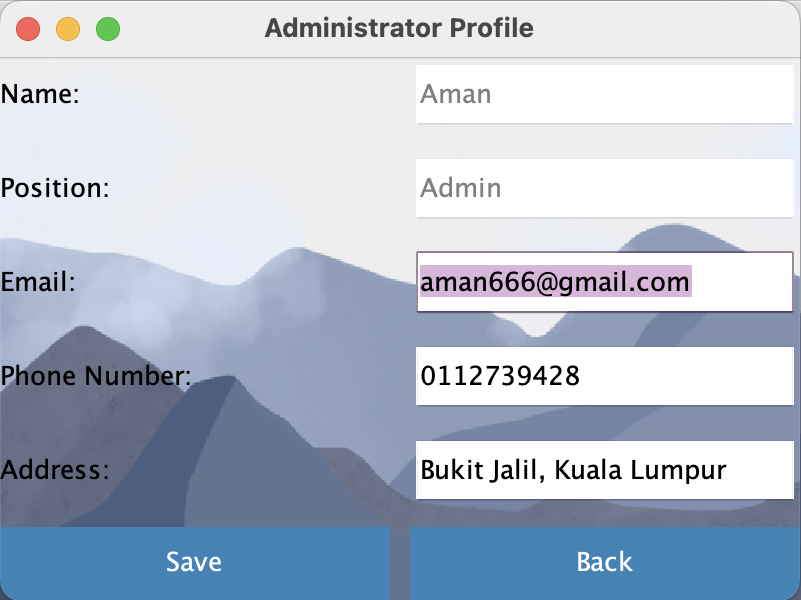 Administrator Profile
Name: Aman
Position: Admin
Email: aman666@gmail.com
Phone Number: 0112739428
Address: Bukit Jalil, Kuala Lumpur
Save Back